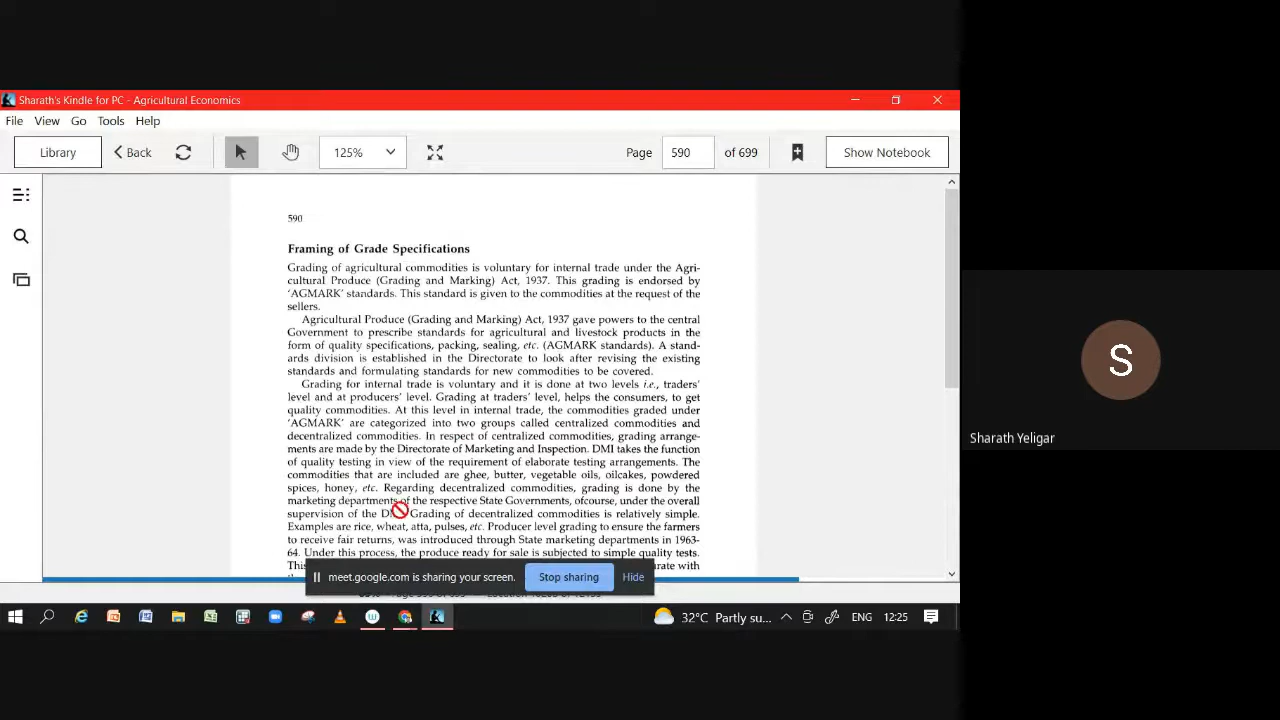 Sharath's Kindle for PC - Agricultural Economics
File View Go Tools Help
Library Back 125% Page 590 of 699 Show Notebook
590
Framing of Grade Specifications
Grading of agricultural commodities is voluntary for internal trade under the Agri-
cultural Produce (Grading and Marking) Act, 1937. This grading is endorsed by
'AGMARK' standards. This standard is given to the commodities at the request of the
sellers.
Agricultural Produce (Grading and Marking) Act, 1937 gave powers to the central
Government to prescribe standards for agricultural and livestock products in the
form of quality specifications, packing, sealing, etc. (AGMARK standards). A stand-
ards division is established in the Directorate to look after revising the existing
standards and formulating standards for new commodities to be covered.
Grading for internal trade is voluntary and it is done at two levels i.e., traders'
level and at producers' level. Grading at traders' level, helps the consumers, to get
quality commodities. At this level in internal trade, the commodities graded under
'AGMARK' are categorized into two groups called centralized commodities and
decentralized commodities. In respect of centralized commodities, grading arrange-
ments are made by the Directorate of Marketing and Inspection. DMI takes the function
of quality testing in view of the requirement of elaborate testing arrangements. The
commodities that are included are ghee, butter, vegetable oils, oilcakes, powdered
spices, honey, etc. Regarding decentralized commodities, grading is done by the
marketing departments of the respective State Governments, ofcourse, under the overall
supervision of the Grading of decentralized commodities is relatively simple.
Examples are rice, wheat, atta, pulses, etc. Producer level grading to ensure the farmers
to receive fair returns, was introduced through State marketing departments in 1963-
64. Under this process, the produce ready for sale is subjected to simple quality tests.
with
meet.google.com is sharing your screen. Stop sharing Hide
32°C Partly su... ENG 12:25
S
Sharath Yeligar